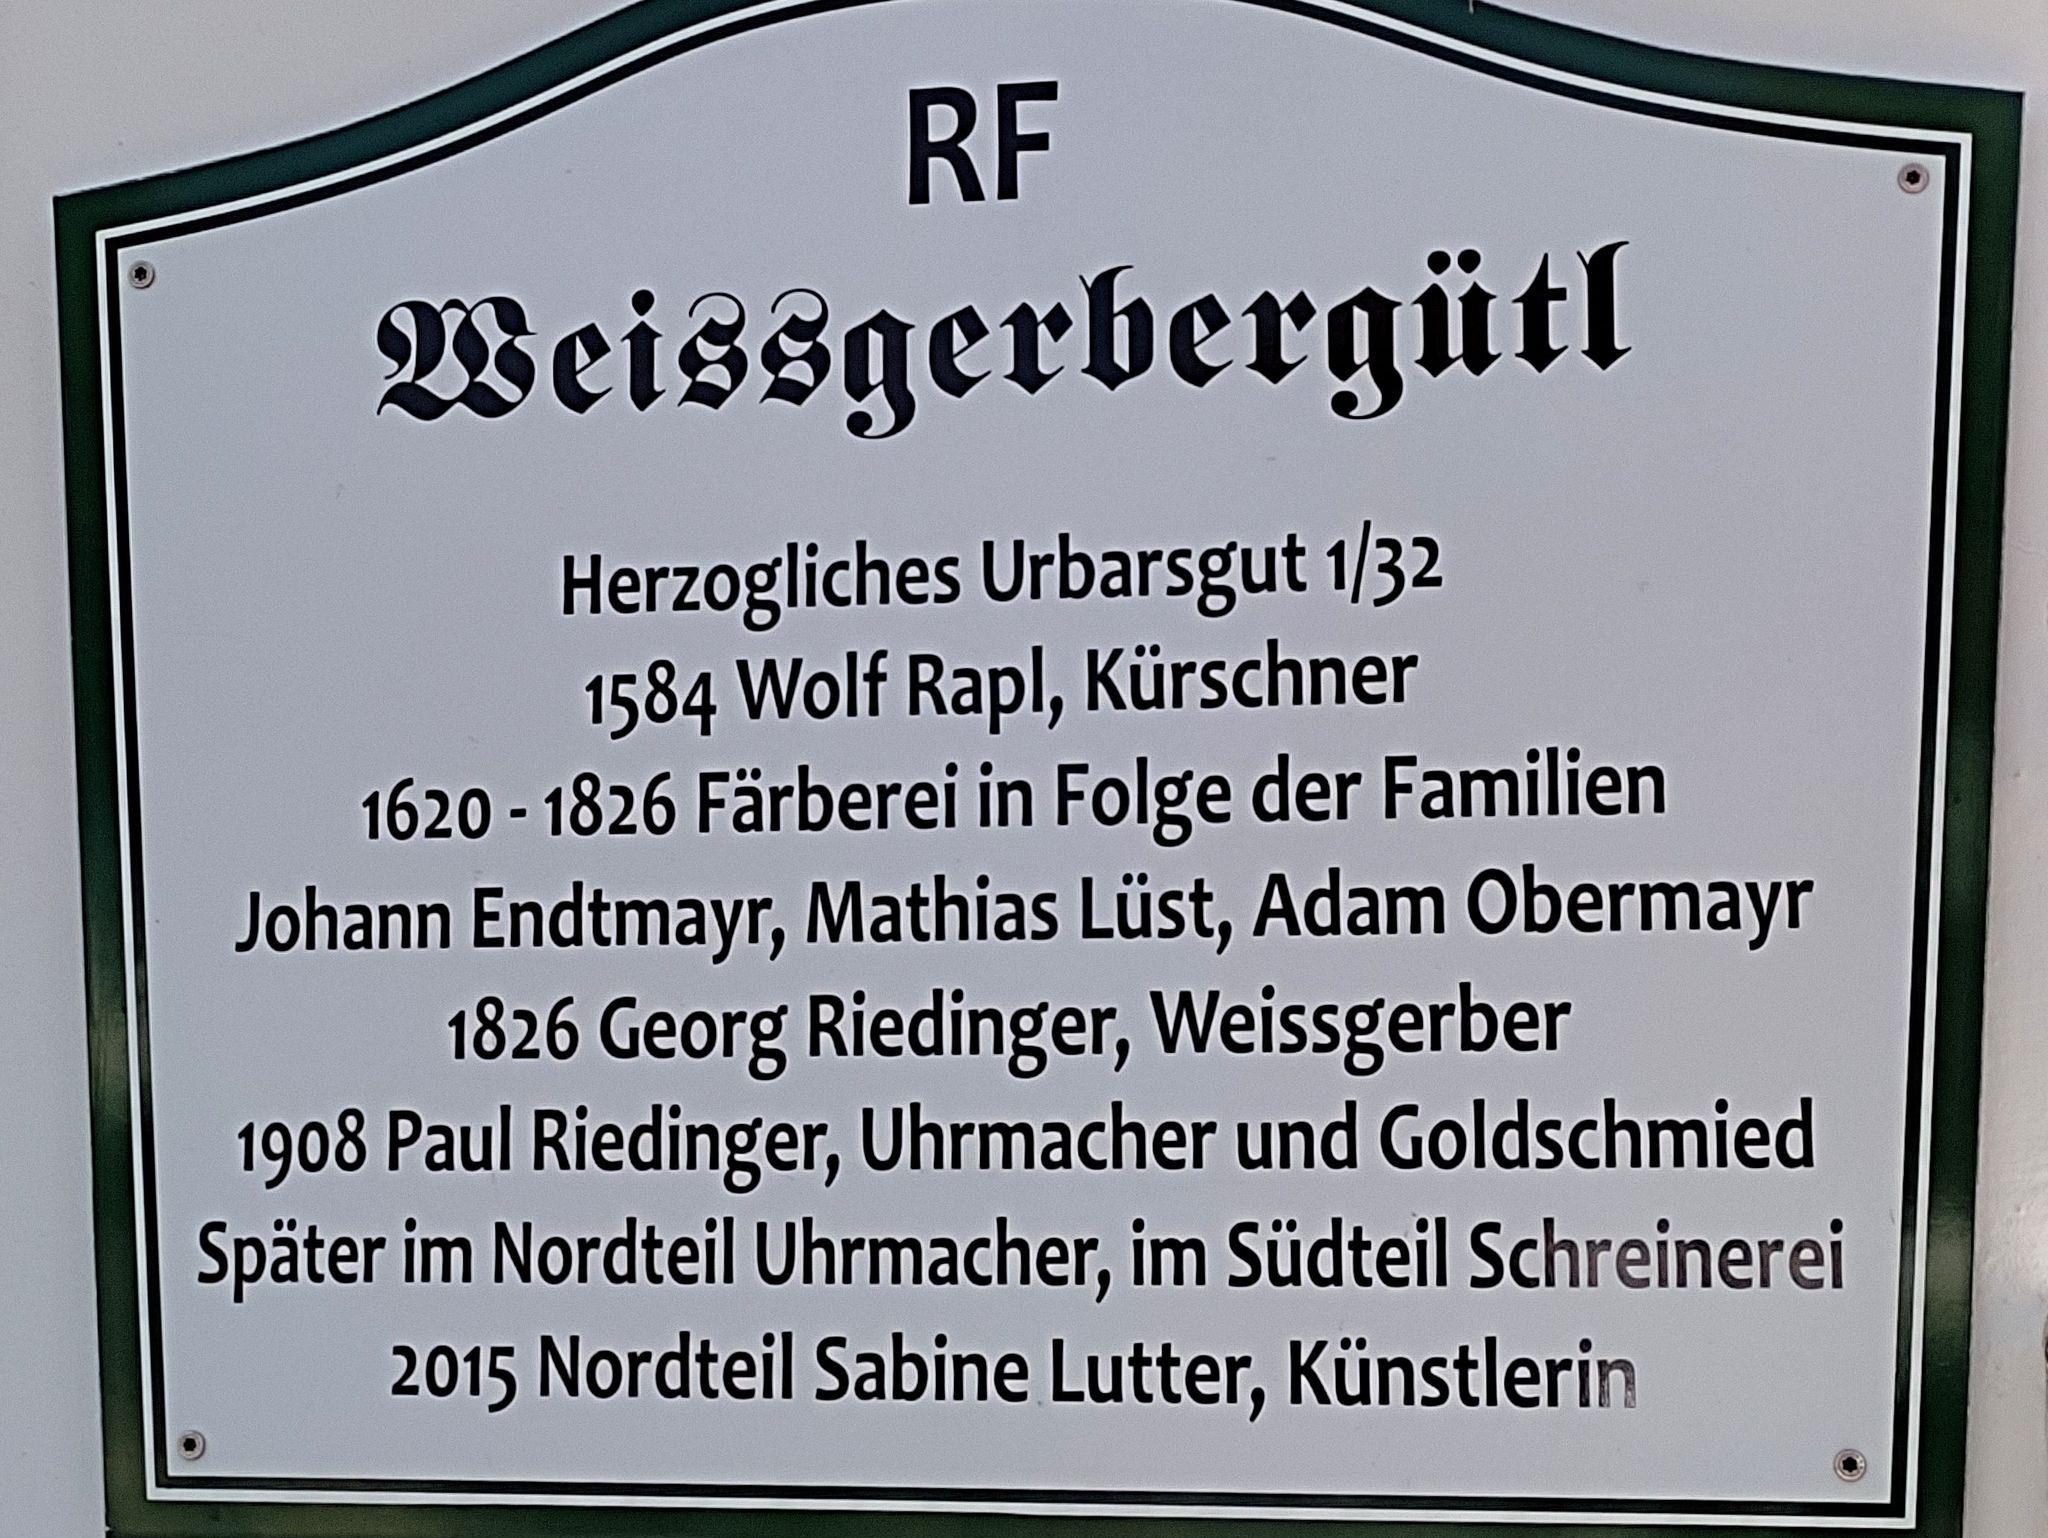 RF
Weissgerbergütl
Herzogliches Urbarsgut 1/32
1584 Wolf Rapl, Kürschner
1620 - 1826 Färberei in Folge der Familien
Johann Endtmayr, Mathias Lüst, Adam Obermayr
1826 Georg Riedinger, Weissgerber
1908 Paul Riedinger, Uhrmacher und Goldschmied
Später im Nordteil Uhrmacher, im Südteil Schreinerei
2015 Nordteil Sabine Lutter, Künstlerin